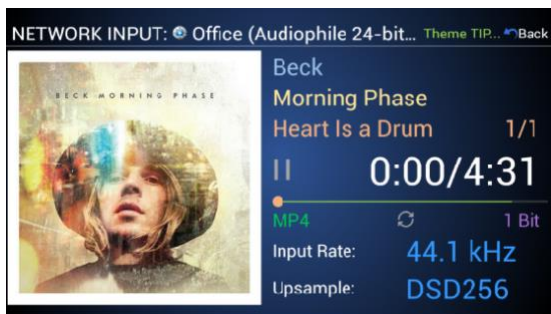 NETWORK INPUT: Office (Audiophile 24-bit... Theme TIP... Back
BECK MORNING PHASE
Beck
Morning Phase
Heart Is a Drum 1/1
0:00/4:31
MP4 1 Bit
Input Rate: 44.1 kHz
Upsample: DSD256